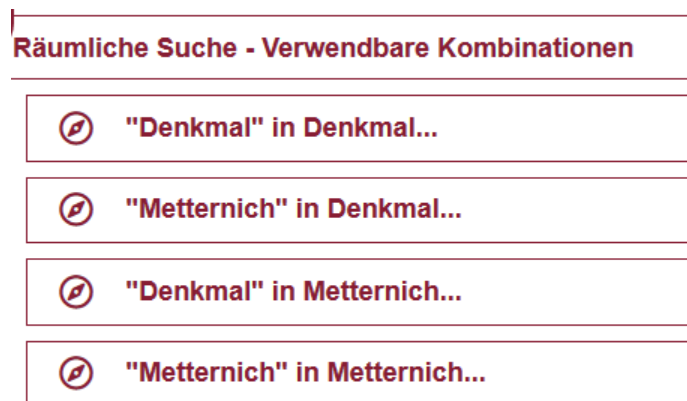 Räumliche Suche - Verwendbare Kombinationen
"Denkmal" in Denkmal...
"Metternich" in Denkmal...
"Denkmal" in Metternich...
"Metternich" in Metternich...